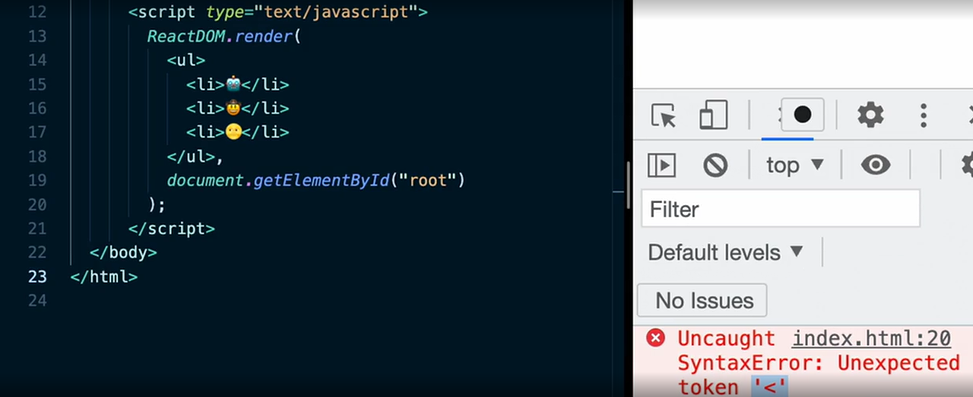 12 <script type="text/javascript">
13 ReactDOM.render(
14 <ul>
15 <li>🤖</li>
16 <li>🤠</li>
17 <li>🌝</li>
18 </ul>,
19 document.getElementById("root")
20 );
21 </script>
22 </body>
23 </html>
24
top
Filter
Default levels
No Issues
Uncaught index.html:20
SyntaxError: Unexpected
token '<'